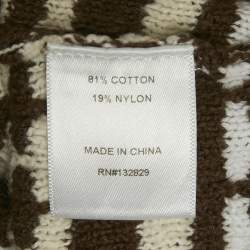 81% COTTON
19% NYLON
MADE IN CHINA
RN#132829